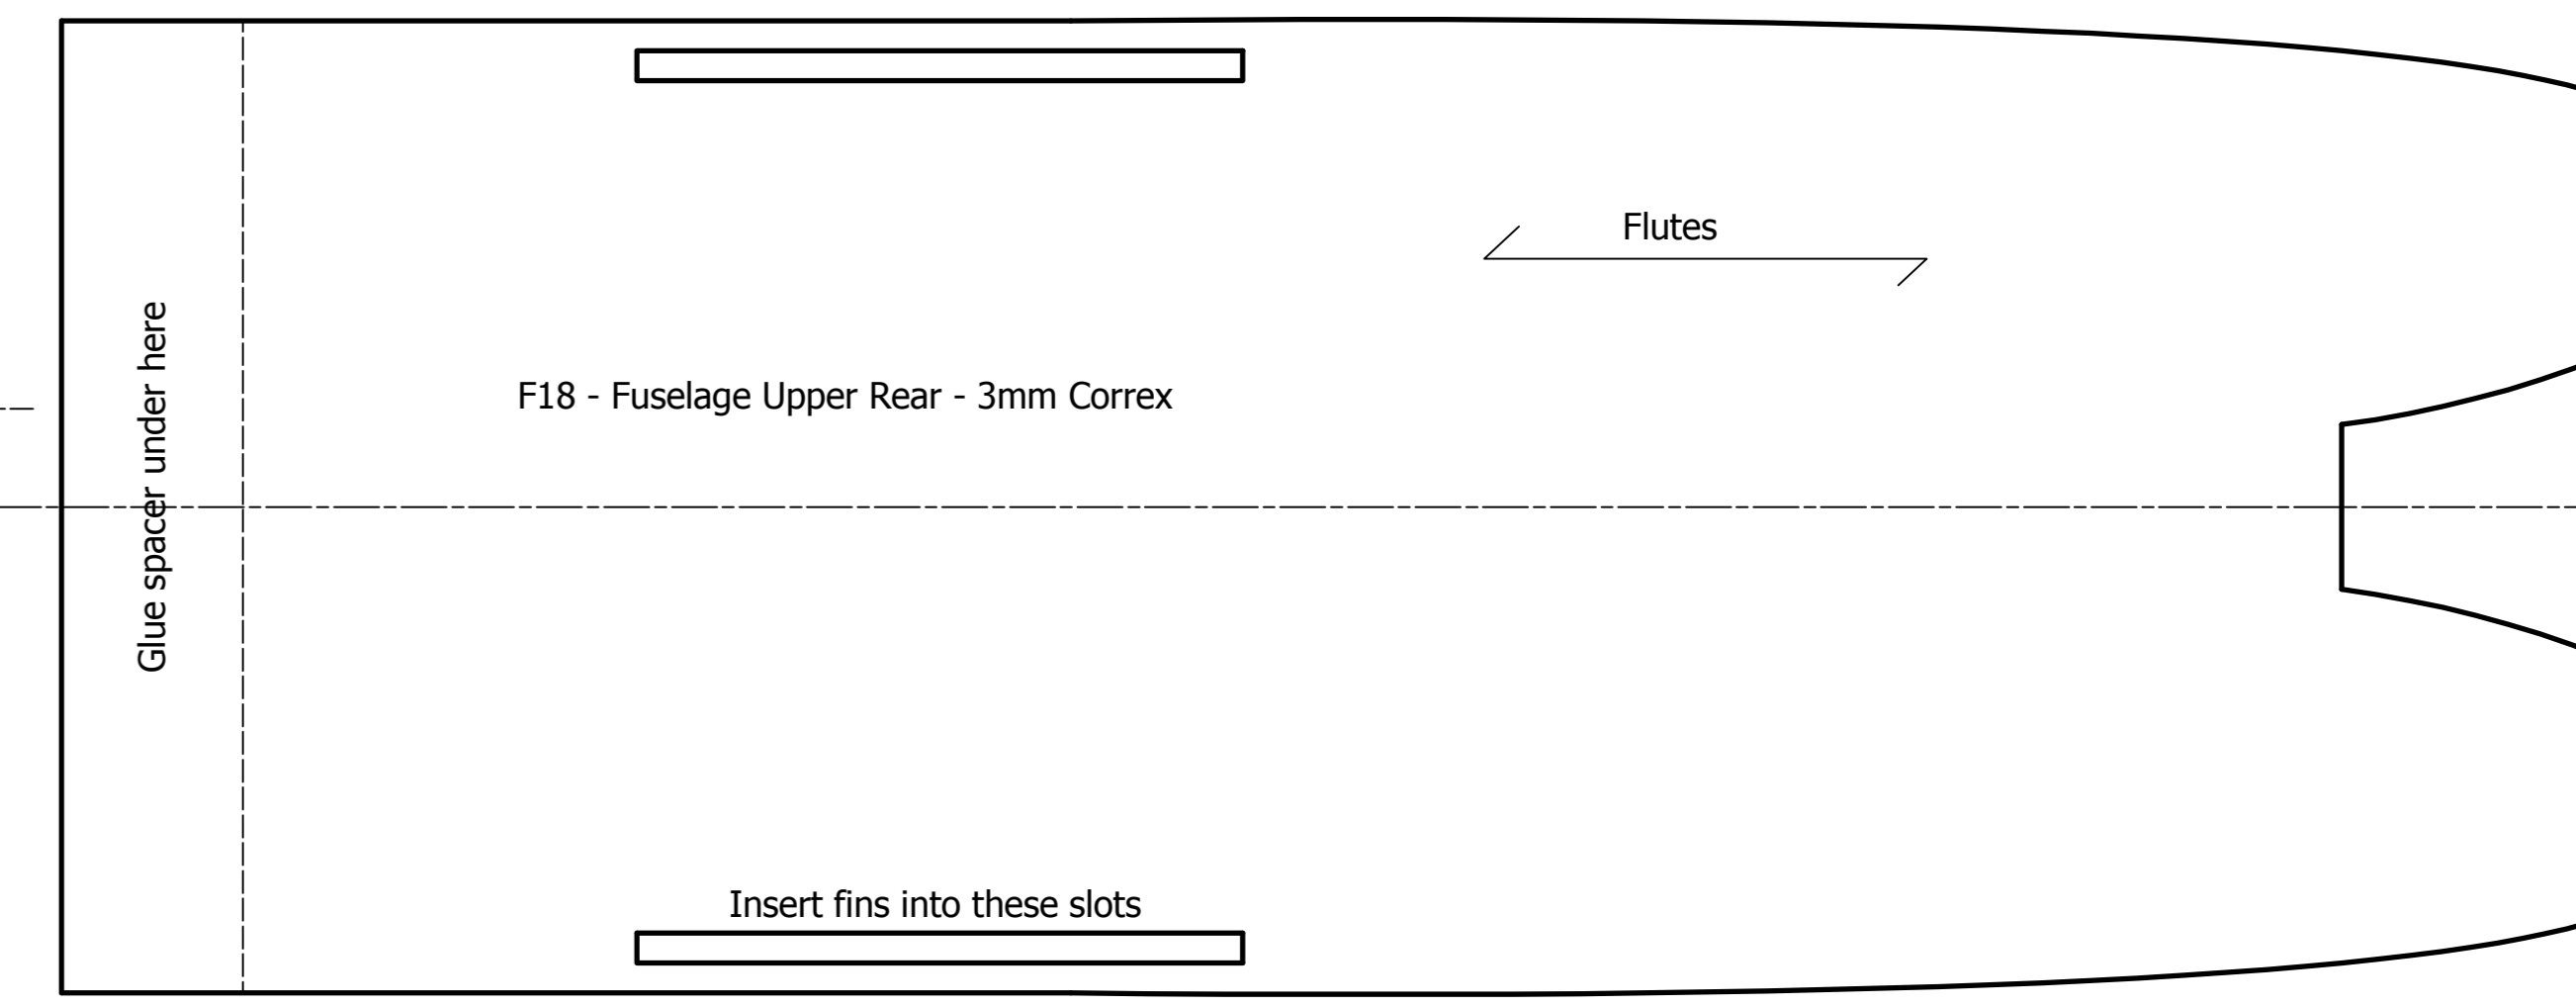 Flutes
F18 - Fuselage Upper Rear - 3mm Correx
Glue spacer under here
Insert fins into these slots